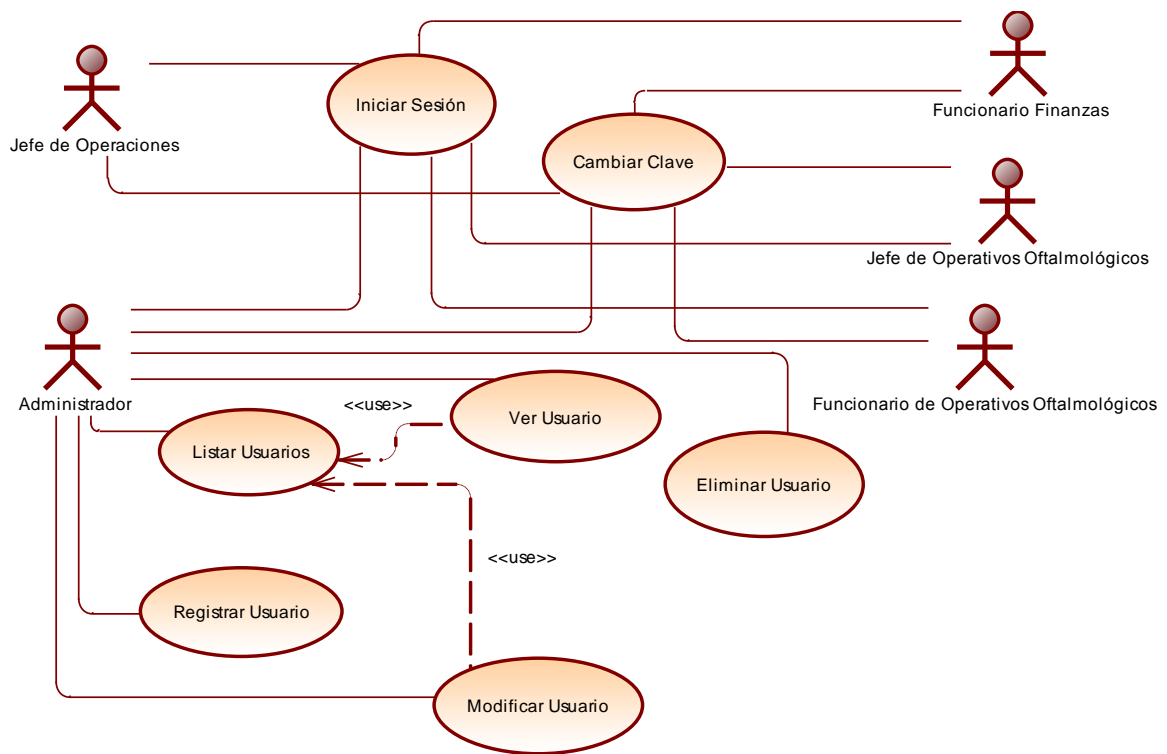 Iniciar Sesión
Funcionario Finanzas
Jefe de Operaciones
Cambiar Clave
Jefe de Operativos Oftalmológicos
Administrador
Funcionario de Operativos Oftalmológicos
<<use>>
Ver Usuario
Listar Usuarios
Eliminar Usuario
<<use>>
Registrar Usuario
Modificar Usuario